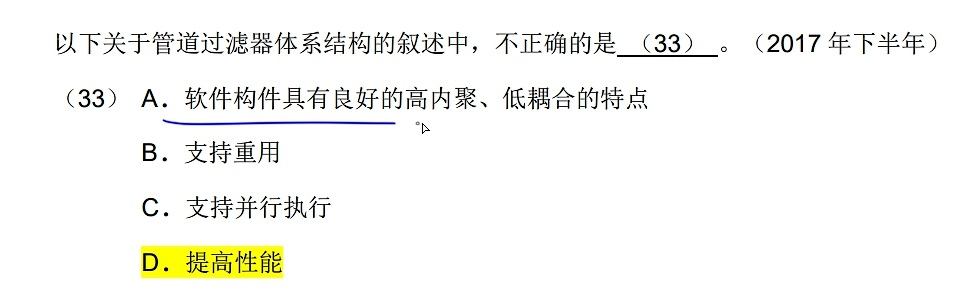 以下关于管道过滤器体系结构的叙述中，不正确的是 （33） 。（2017 年下半年）
（33） A．软件构件具有良好的高内聚、低耦合的特点
B．支持重用
C．支持并行执行
D．提高性能